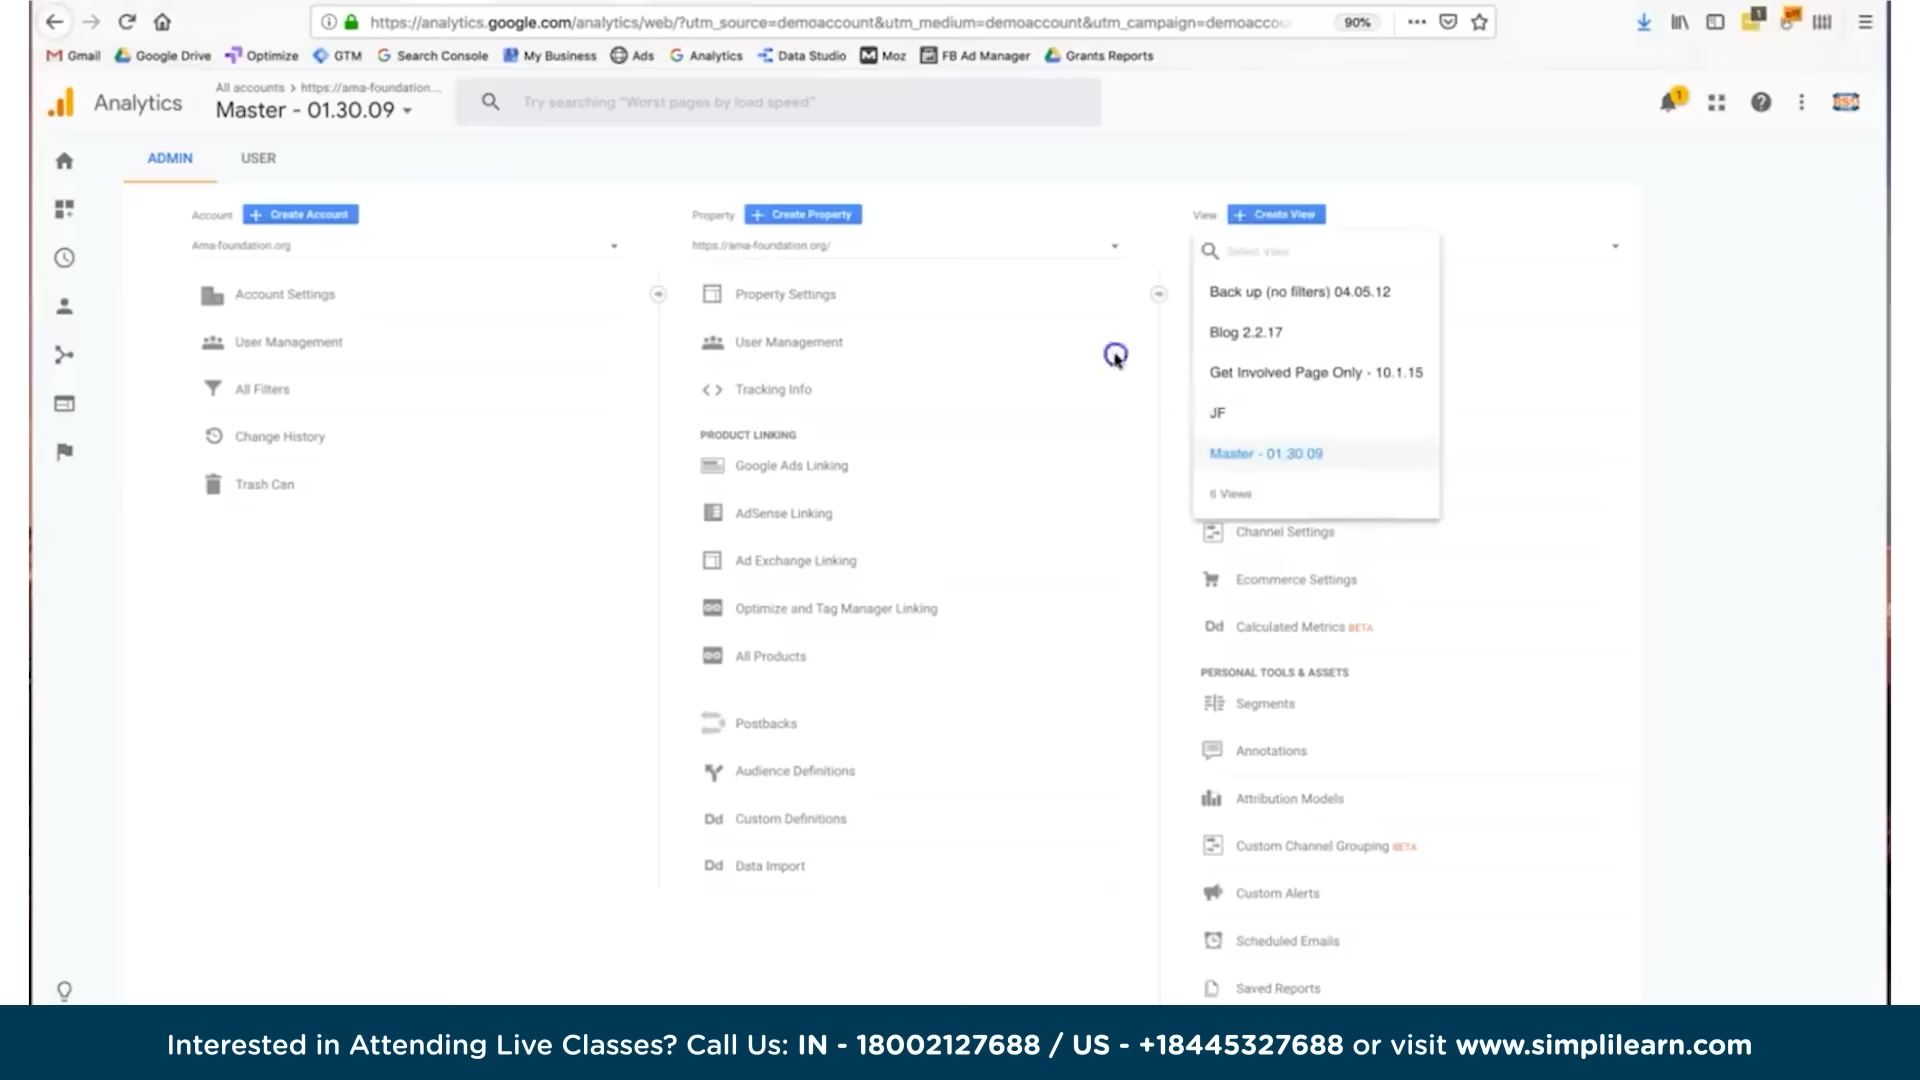 https://analytics.google.com/analytics/web/?utm_source=demoaccount&utm_medium=demoaccount&utm_campaign=demoaccou
90%
1
off
Gmail Google Drive Optimize GTM Search Console My Business Ads Analytics Data Studio Moz FB Ad Manager Grants Reports
Analytics
All accounts > https://ama-foundation...
Master - 01.30.09
Try searching "Worst pages by load speed"
1
ADMIN USER
Account + Create Account
Ama-foundation.org
Account Settings
User Management
All Filters
Change History
Trash Can
Property + Create Property
https://ama-foundation.org/
Property Settings
User Management
Tracking Info
PRODUCT LINKING
Google Ads Linking
AdSense Linking
Ad Exchange Linking
Optimize and Tag Manager Linking
All Products
Postbacks
Audience Definitions
Dd Custom Definitions
Dd Data Import
View + Create View
Select view
Back up (no filters) 04.05.12
Blog 2.2.17
Get Involved Page Only - 10.1.15
JF
Master - 01.30.09
6 Views
Channel Settings
Ecommerce Settings
Dd Calculated Metrics BETA
PERSONAL TOOLS & ASSETS
Segments
Annotations
Attribution Models
Custom Channel Grouping BETA
Custom Alerts
Scheduled Emails
Saved Reports
Interested in Attending Live Classes? Call Us: IN - 18002127688 / US - +18445327688 or visit www.simplilearn.com